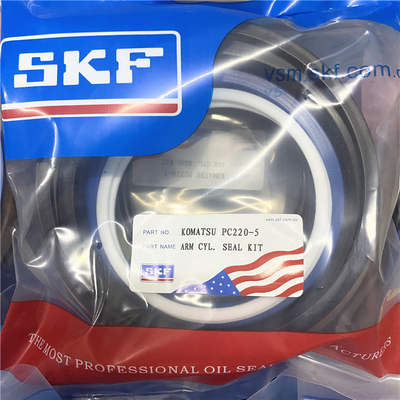 SKF
vsm.skf.com.c
PART NO. KOMATSU PC220-5
PART NAME ARM CYL. SEAL KIT
SKF
THE MOST PROFESSIONAL OIL SEAL